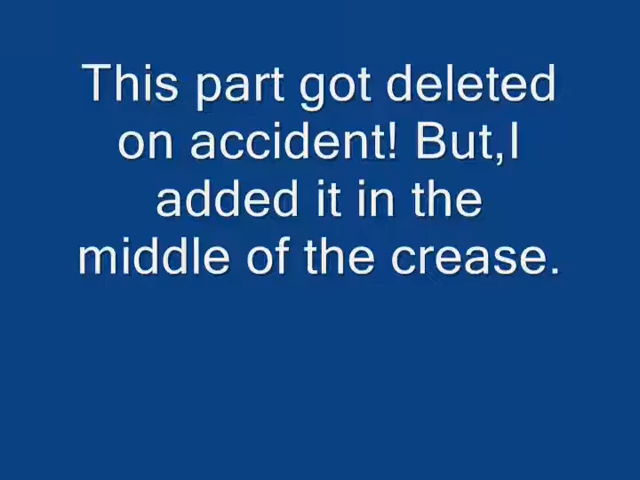 This part got deleted
on accident! But,I
added it in the
middle of the crease.